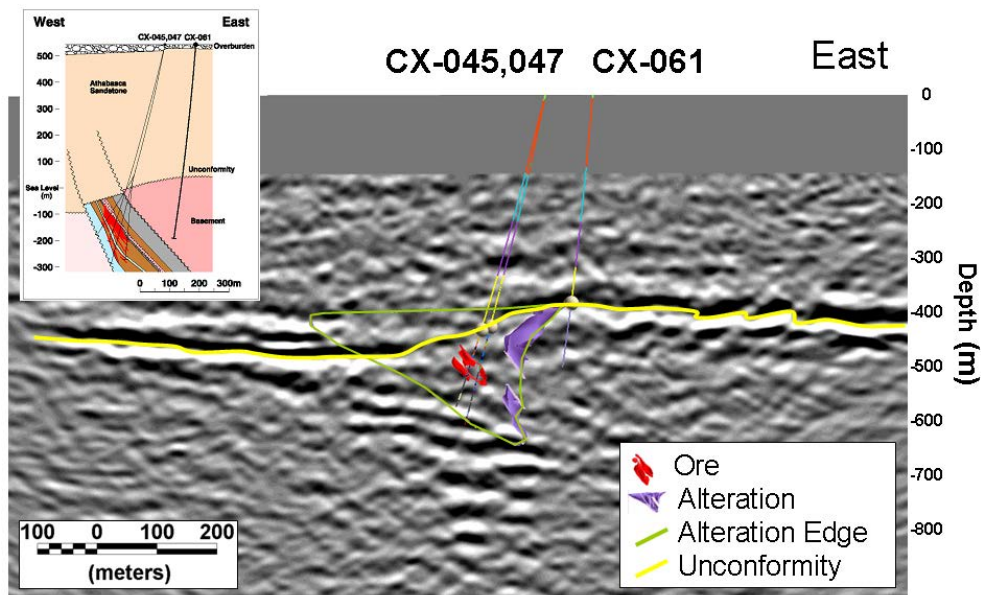 West East
CX-045,047 CX-061
Overburden
500
Athabasca
Sandstone
400
300
200
100
Unconformity
Sea Level
(m)
0
-100
Basement
-200
-300
0 100 200 300m
CX-045,047 CX-061 East
0
-100
-200
-300
-400
-500
-600
-700
-800
Depth (m)
Ore
Alteration
Alteration Edge
Unconformity
100 0 100 200
(meters)